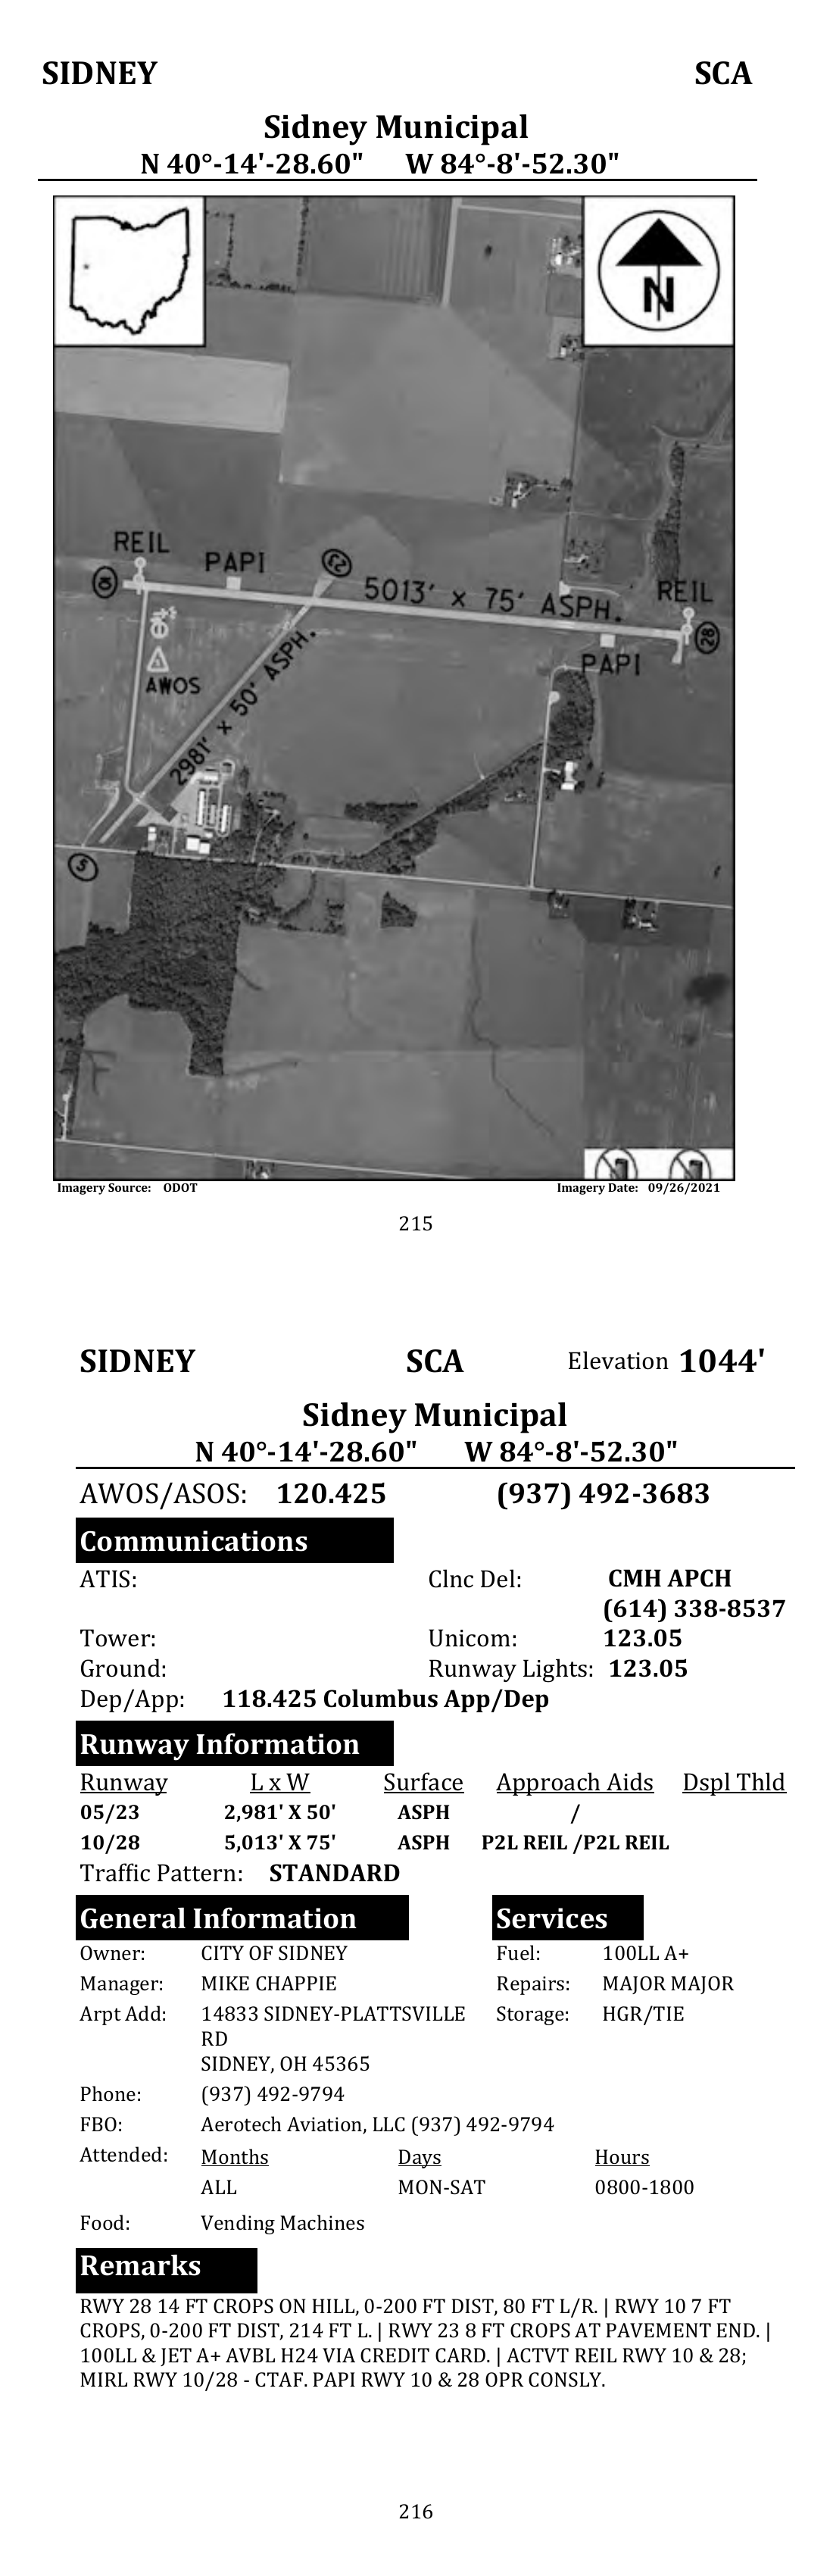 SIDNEY SCA
Sidney Municipal
N 40°-14'-28.60" W 84°-8'-52.30"
N
REIL
PAPI
23
5013' x 75' ASPH.
REIL
10
28
PAPI
AWOS
2981' x 50' ASPH.
5
Imagery Source: ODOT Imagery Date: 09/26/2021
215
SIDNEY SCA Elevation 1044'
Sidney Municipal
N 40°-14'-28.60" W 84°-8'-52.30"
AWOS/ASOS: 120.425 (937) 492-3683
Communications
ATIS: Clnc Del: CMH APCH
(614) 338-8537
Tower: Unicom: 123.05
Ground: Runway Lights: 123.05
Dep/App: 118.425 Columbus App/Dep
Runway Information
Runway L x W Surface Approach Aids Dspl Thld
05/23 2,981' X 50' ASPH /
10/28 5,013' X 75' ASPH P2L REIL /P2L REIL
Traffic Pattern: STANDARD
General Information Services
Owner: CITY OF SIDNEY Fuel: 100LL A+
Manager: MIKE CHAPPIE Repairs: MAJOR MAJOR
Arpt Add: 14833 SIDNEY-PLATTSVILLE Storage: HGR/TIE
RD
SIDNEY, OH 45365
Phone: (937) 492-9794
FBO: Aerotech Aviation, LLC (937) 492-9794
Attended: Months Days Hours
ALL MON-SAT 0800-1800
Food: Vending Machines
Remarks
RWY 28 14 FT CROPS ON HILL, 0-200 FT DIST, 80 FT L/R. | RWY 10 7 FT
CROPS, 0-200 FT DIST, 214 FT L. | RWY 23 8 FT CROPS AT PAVEMENT END. |
100LL & JET A+ AVBL H24 VIA CREDIT CARD. | ACTVT REIL RWY 10 & 28;
MIRL RWY 10/28 - CTAF. PAPI RWY 10 & 28 OPR CONSLY.
216